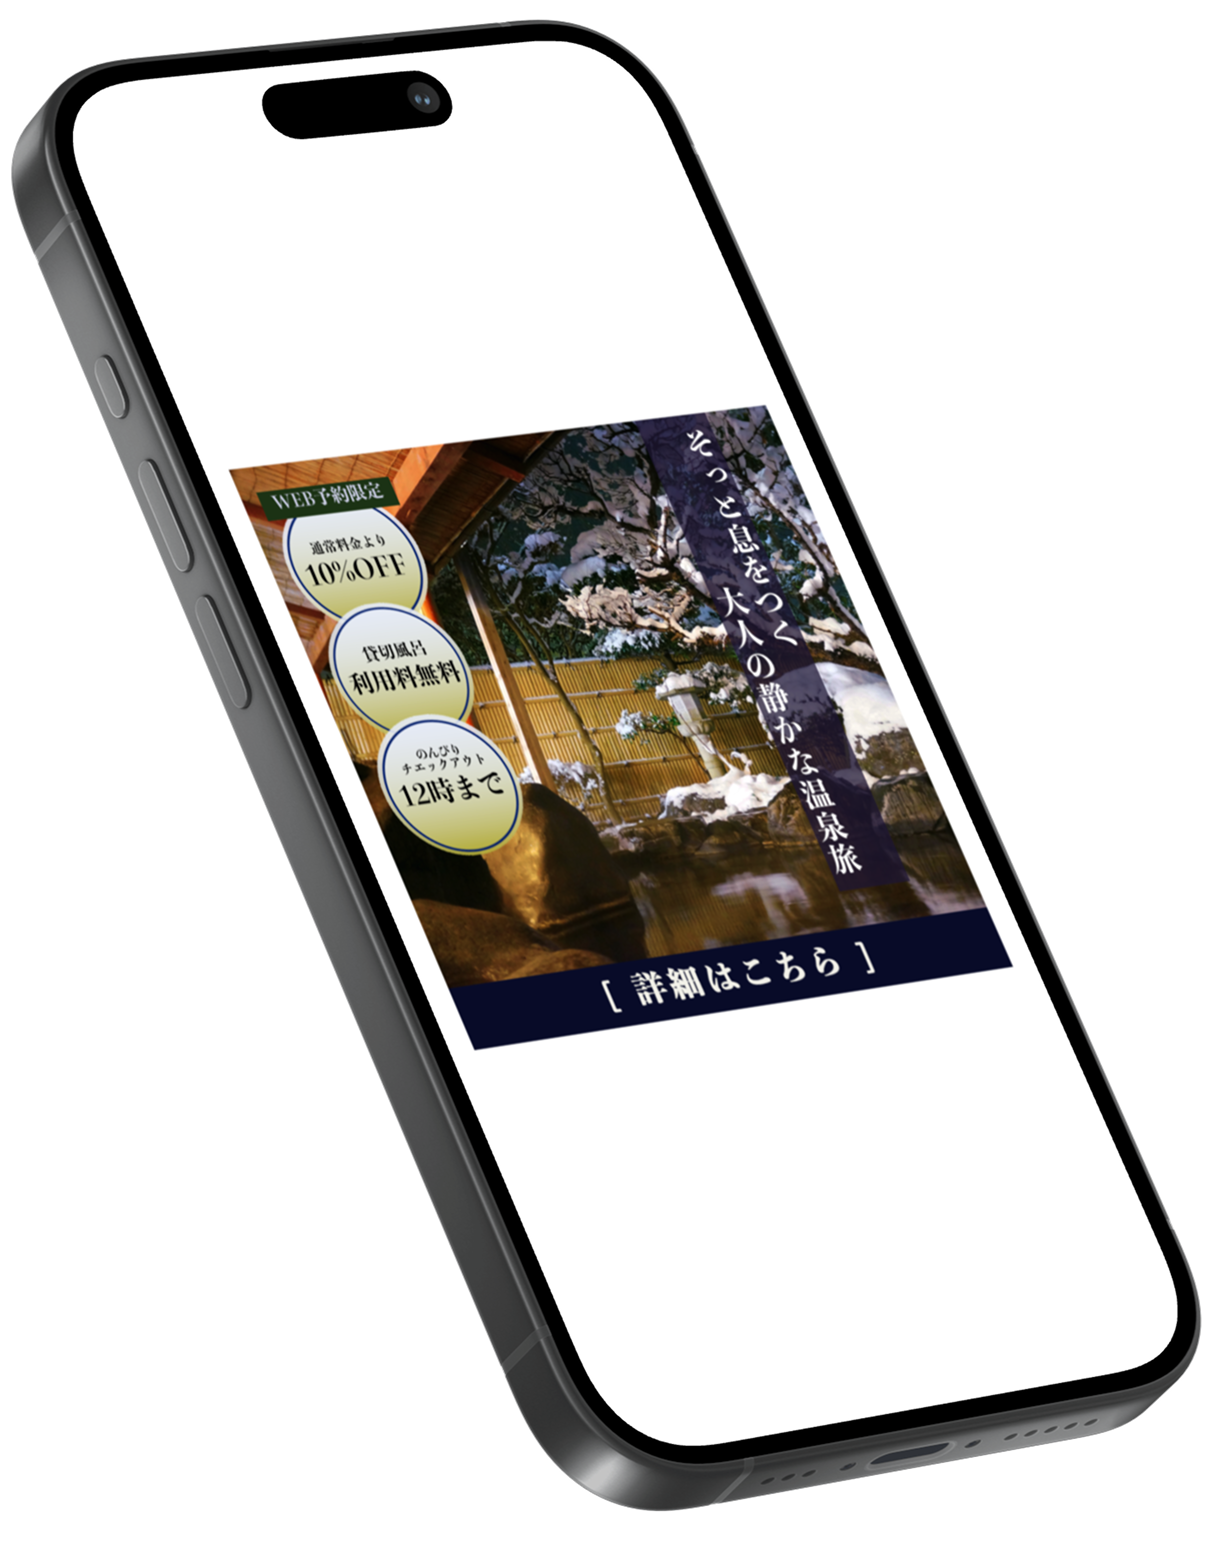 WEB予約限定
通常料金より
10%OFF
貸切風呂
利用料無料
のんびり
チェックアウト
12時まで
そっと息をつく
大人の静かな温泉旅
[ 詳細はこちら ]